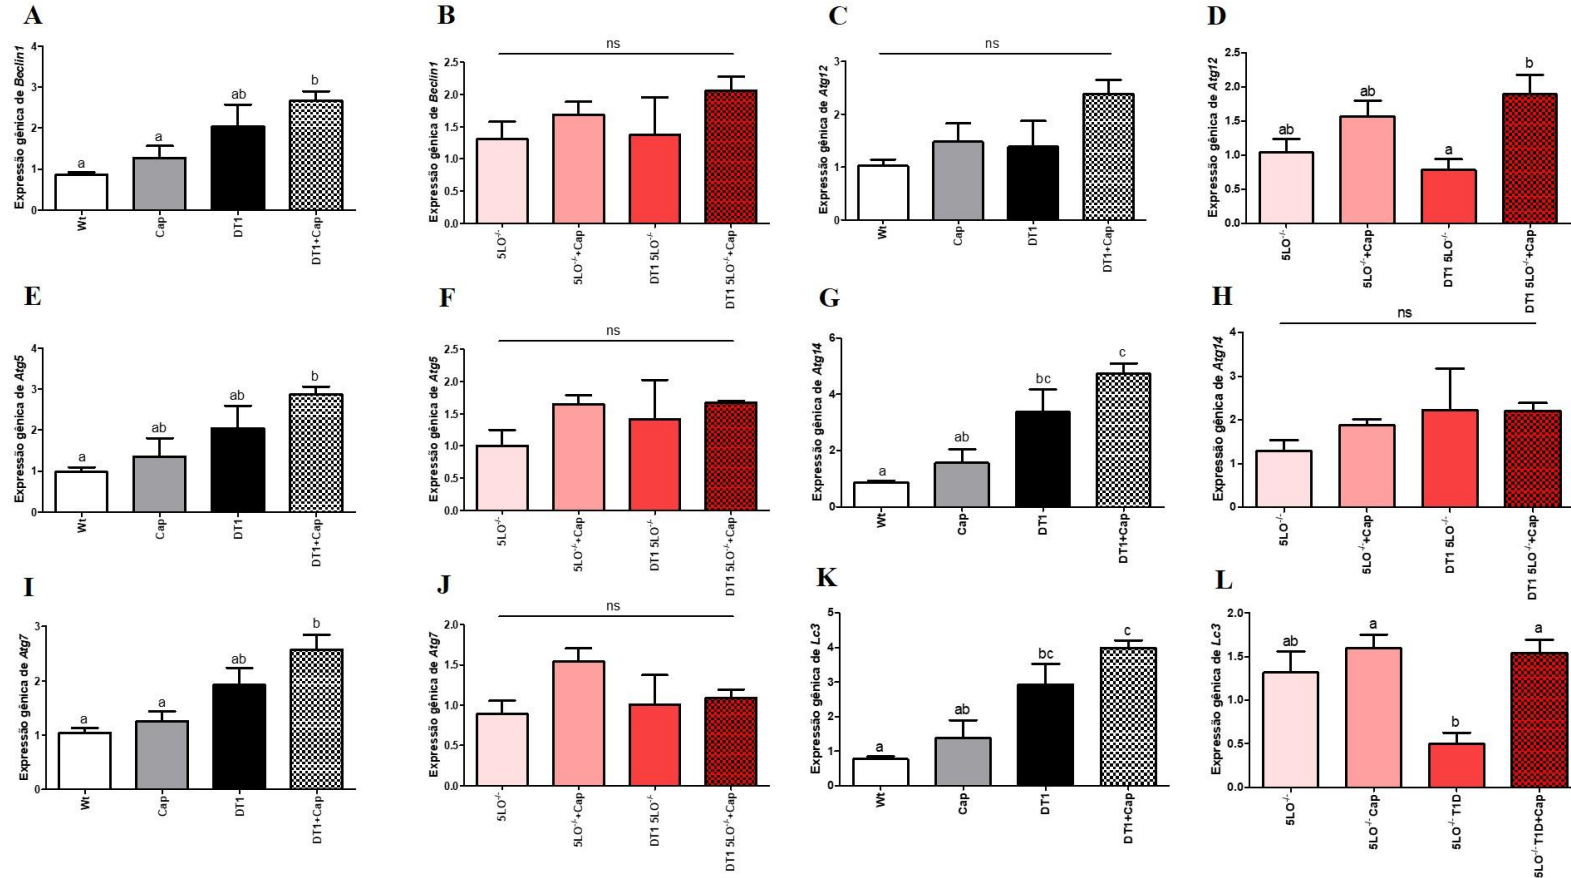 A
Expressão gênica de Beclin1
4
3
2
1
0
a
a
ab
b
Wt
Cap
DT1
DT1+Cap
B
Expressão gênica de Beclin1
2.5
2.0
1.5
1.0
0.5
0.0
ns
5LO-/-
5LO-/-+Cap
DT1 5LO-/-
DT1 5LO-/-+Cap
C
Expressão gênica de Atg12
3
2
1
0
ns
Wt
Cap
DT1
DT1+Cap
D
Expressão gênica de Atg12
2.5
2.0
1.5
1.0
0.5
0.0
ab
ab
a
b
5LO-/-
5LO-/-+Cap
DT1 5LO-/-
DT1 5LO-/-+Cap
E
Expressão gênica de Atg5
4
3
2
1
0
a
ab
ab
b
Wt
Cap
DT1
DT1+Cap
F
Expressão gênica de Atg5
2.5
2.0
1.5
1.0
0.5
0.0
ns
5LO-/-
5LO-/-+Cap
DT1 5LO-/-
DT1 5LO-/-+Cap
G
Expressão gênica de Atg14
6
4
2
0
a
ab
bc
c
Wt
Cap
DT1
DT1+Cap
H
Expressão gênica de Atg14
4
3
2
1
0
ns
5LO-/-
5LO-/-+Cap
DT1 5LO-/-
DT1 5LO-/-+Cap
I
Expressão gênica de Atg7
3
2
1
0
a
a
ab
b
Wt
Cap
DT1
DT1+Cap
J
Expressão gênica de Atg7
2.0
1.5
1.0
0.5
0.0
ns
5LO-/-
5LO-/-+Cap
DT1 5LO-/-
DT1 5LO-/-+Cap
K
Expressão gênica de Lc3
5
4
3
2
1
0
a
ab
bc
c
Wt
Cap
DT1
DT1+Cap
L
Expressão gênica de Lc3
2.0
1.5
1.0
0.5
0.0
ab
a
b
a
5LO-/-
5LO-/- Cap
5LO-/- T1D
5LO-/- T1D+Cap